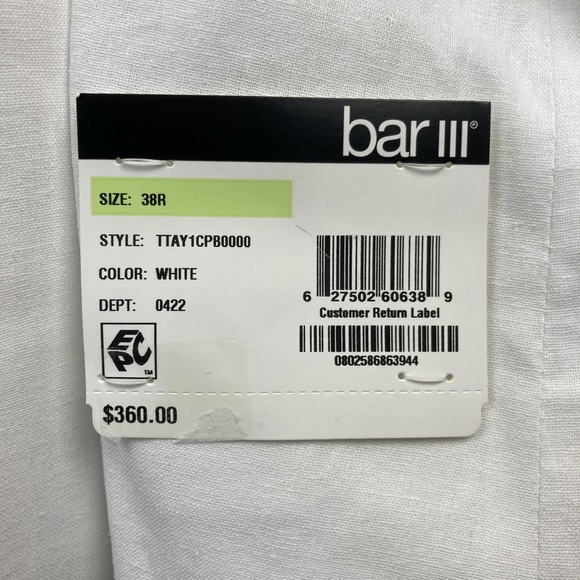 bar III®
SIZE: 38R
STYLE: TTAY1CPB0000
COLOR: WHITE
DEPT: 0422
6 27502 60638 9
Customer Return Label
0802586863944
EPC TM
$360.00